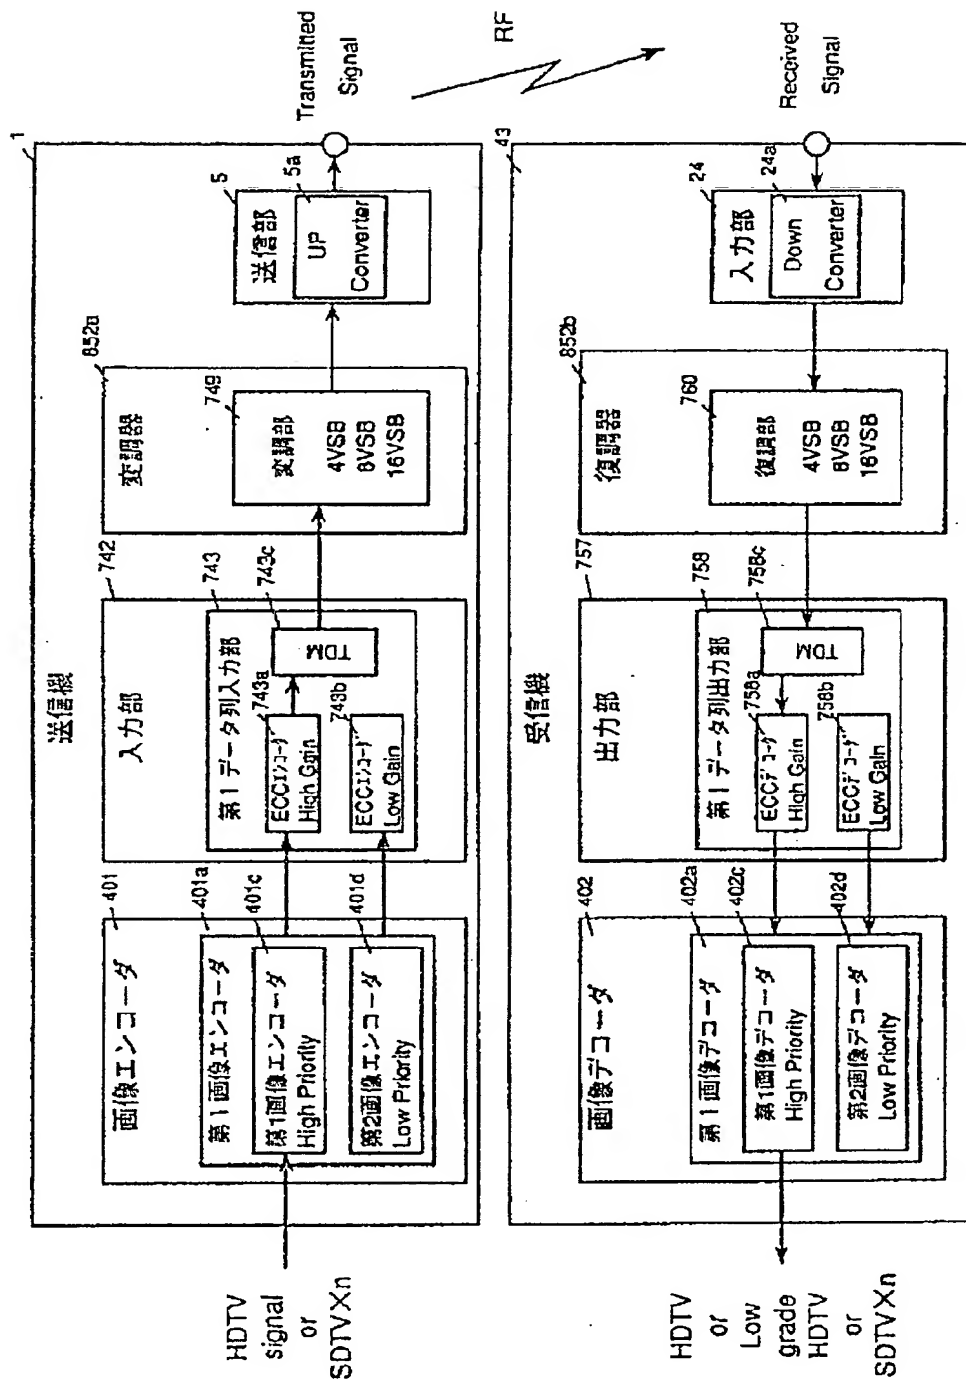 1
送信機
HDTV
signal
or
SDTVXn
画像エンコーダ
401
第1画像エンコーダ
401a
第1画像エンコーダ
High Priority
401c
第2画像エンコーダ
Low Priority
401d
入力部
742
第1データ列入力部
743
ECCエンコーダ
High Gain
743a
ECCエンコーダ
Low Gain
743b
TDM
743c
変調器
852a
変調部
4VSB
8VSB
16VSB
749
送信部
5
UP
Converter
5a
Transmitted
Signal
RF
43
受信機
HDTV
or
Low
grade
HDTV
or
SDTVXn
画像デコーダ
402
第1画像デコーダ
402a
第1画像デコーダ
High Priority
402c
第2画像デコーダ
Low Priority
402d
出力部
757
第1データ列出力部
758
ECCデコーダ
High Gain
758a
ECCデコーダ
Low Gain
758b
TDM
758c
復調器
852b
復調部
4VSB
8VSB
16VSB
760
入力部
24
Down
Converter
24a
Received
Signal